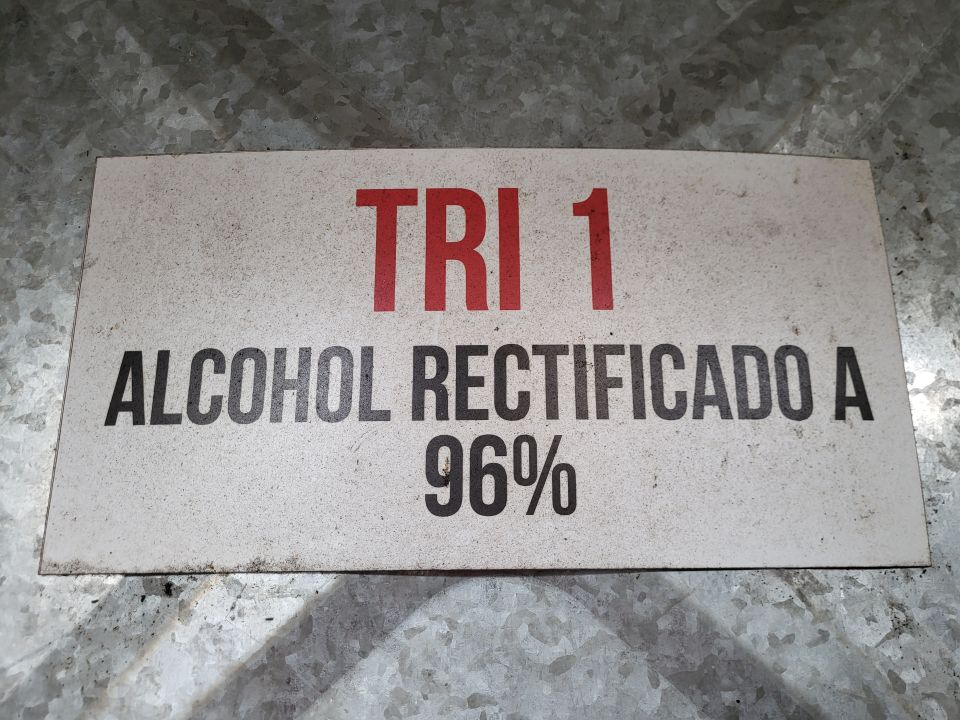 TRI 1
ALCOHOL RECTIFICADO A
96%